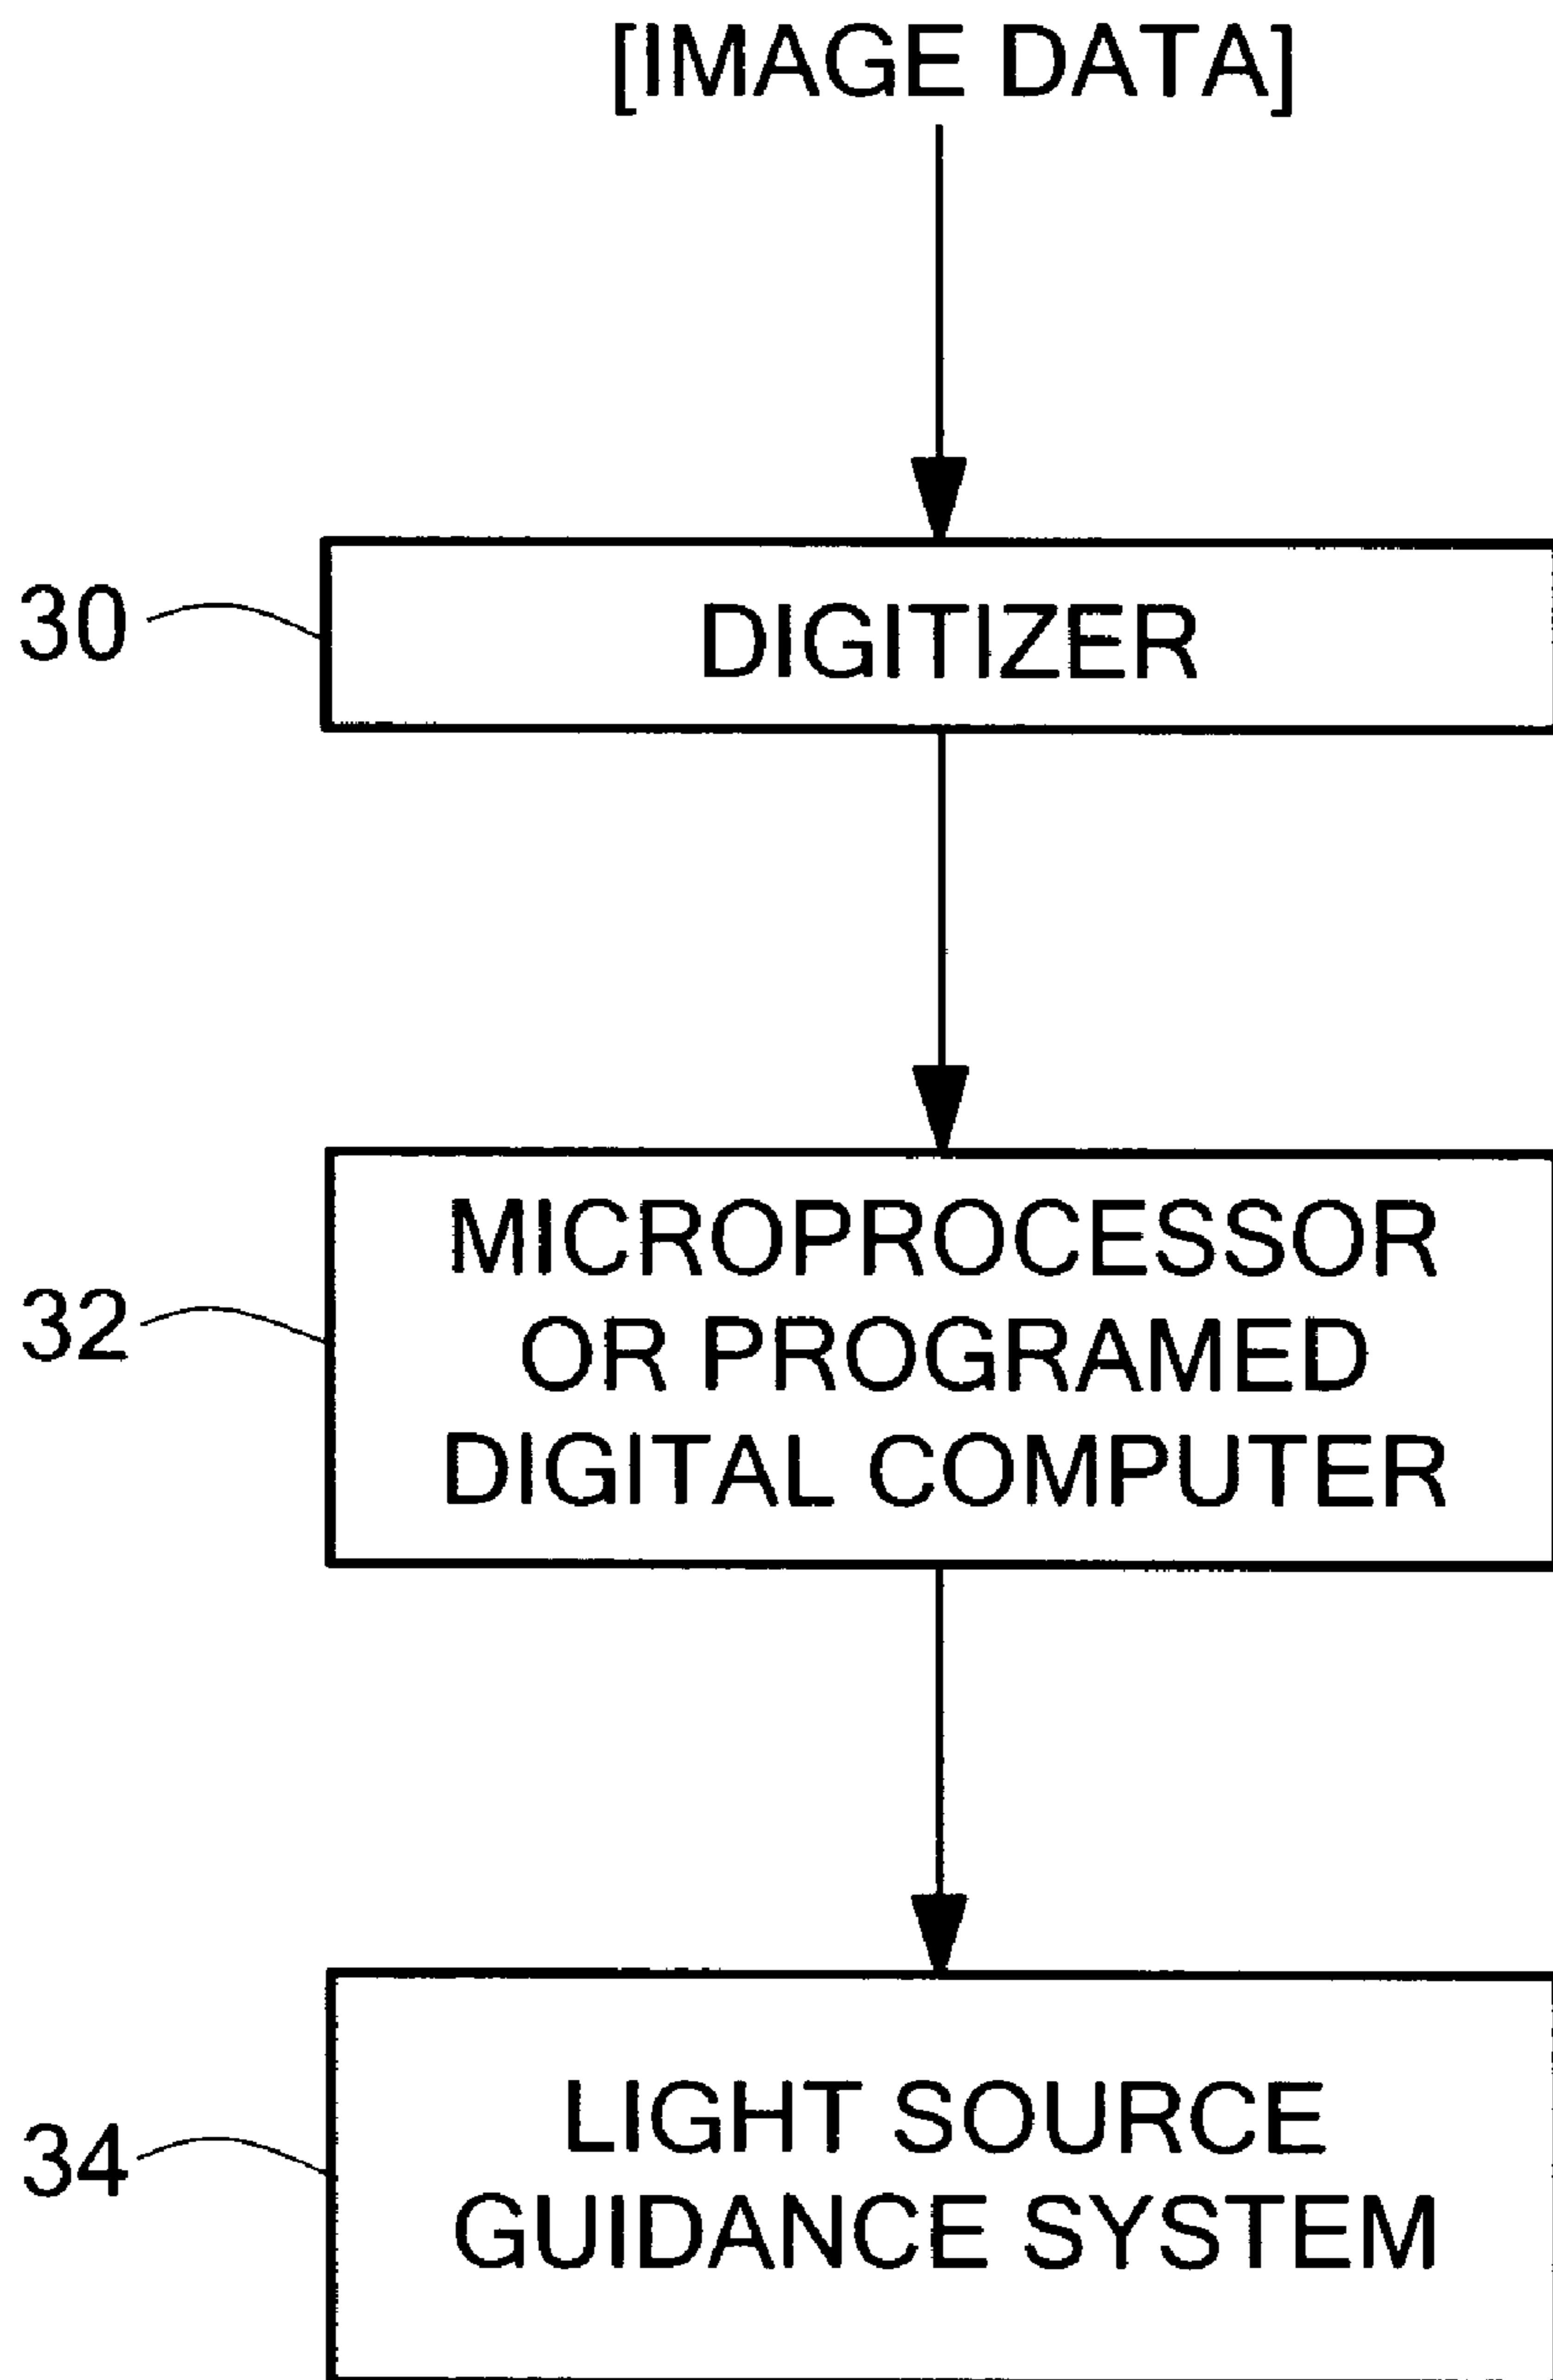 [IMAGE DATA]
30
DIGITIZER
32
MICROPROCESSOR
OR PROGRAMED
DIGITAL COMPUTER
34
LIGHT SOURCE
GUIDANCE SYSTEM